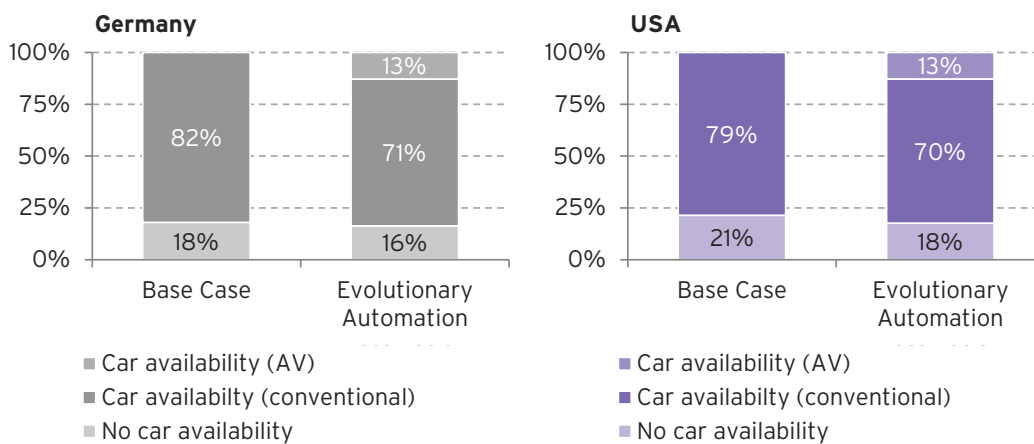 Germany
100%
75%
50%
25%
0%
82%
18%
13%
71%
16%
Base Case
Evolutionary
Automation
Car availability (AV)
Car availabilty (conventional)
No car availability
USA
100%
75%
50%
25%
0%
79%
21%
13%
70%
18%
Base Case
Evolutionary
Automation
Car availability (AV)
Car availabilty (conventional)
No car availability